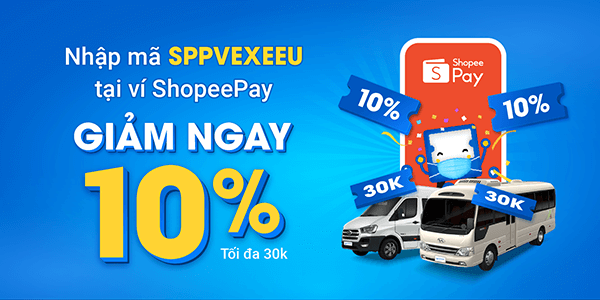 Nhập mã SPPVEXEEU
tại ví ShopeePay
GIẢM NGAY
10%
Tối đa 30k
Shopee
Pay
10%
10%
30K
30K